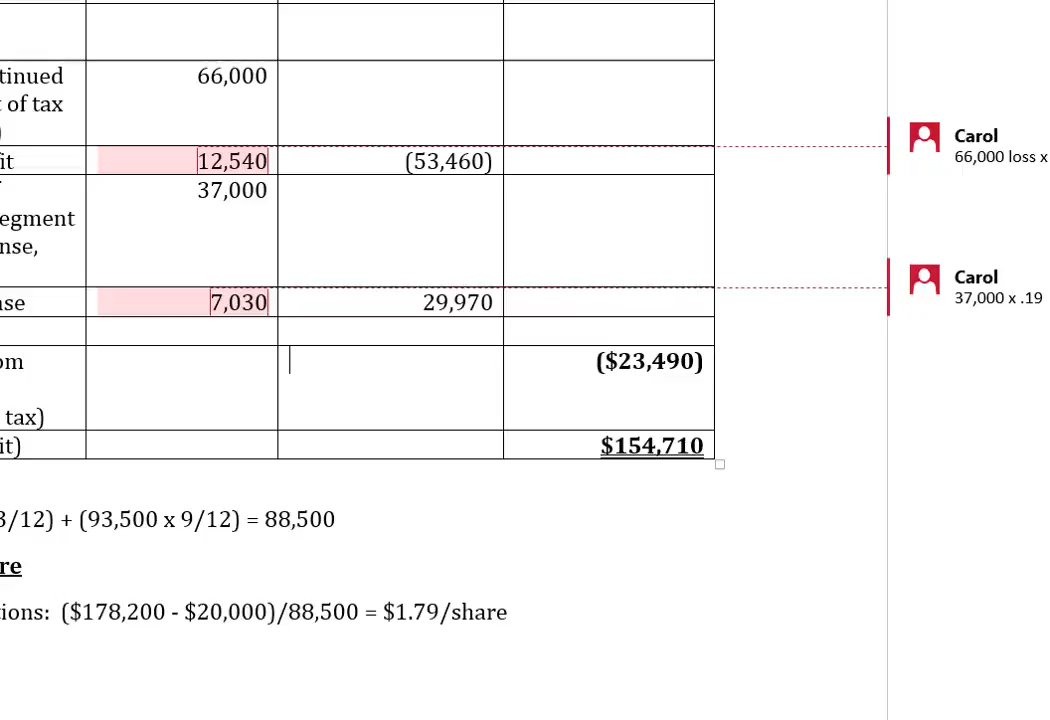 tinued 66,000
t of tax
)
Carol
66,000 loss x
it 12,540 (53,460)
37,000
egment
nse,
Carol
37,000 x .19
nse 7,030 29,970
om ($23,490)
tax)
it) $154,710
3/12) + (93,500 x 9/12) = 88,500
re
tions: ($178,200 - $20,000)/88,500 = $1.79/share